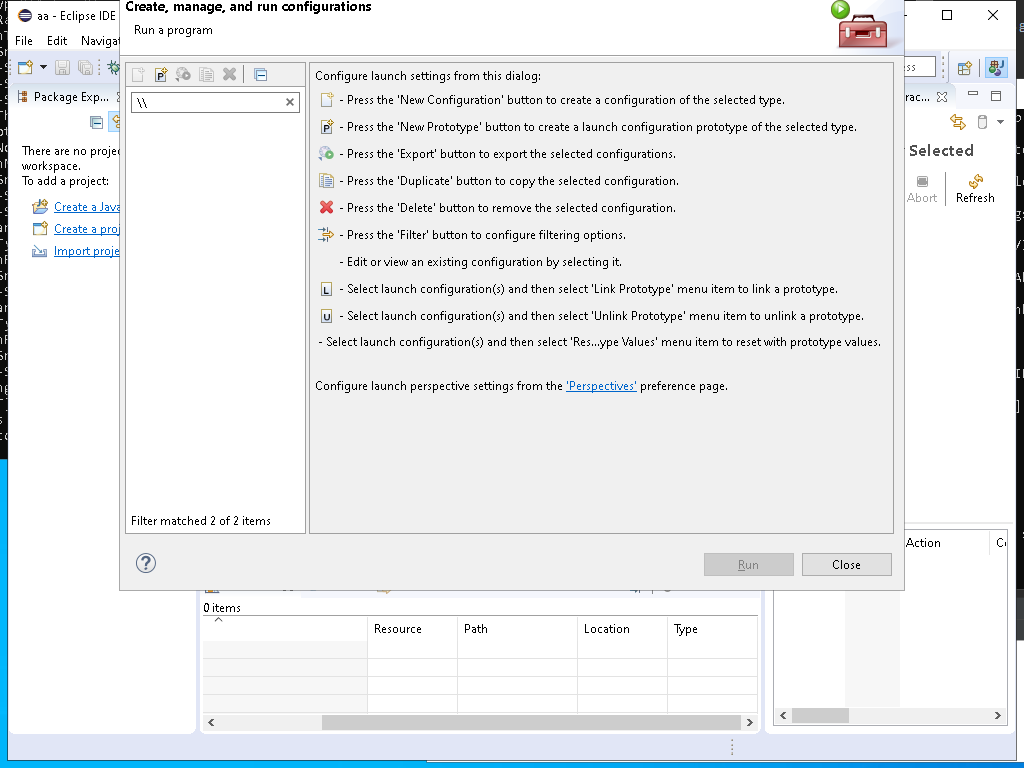 aa - Eclipse IDE
Create, manage, and run configurations
Run a program
File Edit Navigat
\\
Package Exp...
There are no projec
workspace.
To add a project:
Create a Java
Create a proj
Import proje
Filter matched 2 of 2 items
Configure launch settings from this dialog:
- Press the 'New Configuration' button to create a configuration of the selected type.
- Press the 'New Prototype' button to create a launch configuration prototype of the selected type.
- Press the 'Export' button to export the selected configurations.
- Press the 'Duplicate' button to copy the selected configuration.
- Press the 'Delete' button to remove the selected configuration.
- Press the 'Filter' button to configure filtering options.
- Edit or view an existing configuration by selecting it.
L - Select launch configuration(s) and then select 'Link Prototype' menu item to link a prototype.
U - Select launch configuration(s) and then select 'Unlink Prototype' menu item to unlink a prototype.
- Select launch configuration(s) and then select 'Res...ype Values' menu item to reset with prototype values.
Configure launch perspective settings from the 'Perspectives' preference page.
? Run Close
ss
rac...
Selected
Abort Refresh
Action
0 items
Resource Path Location Type